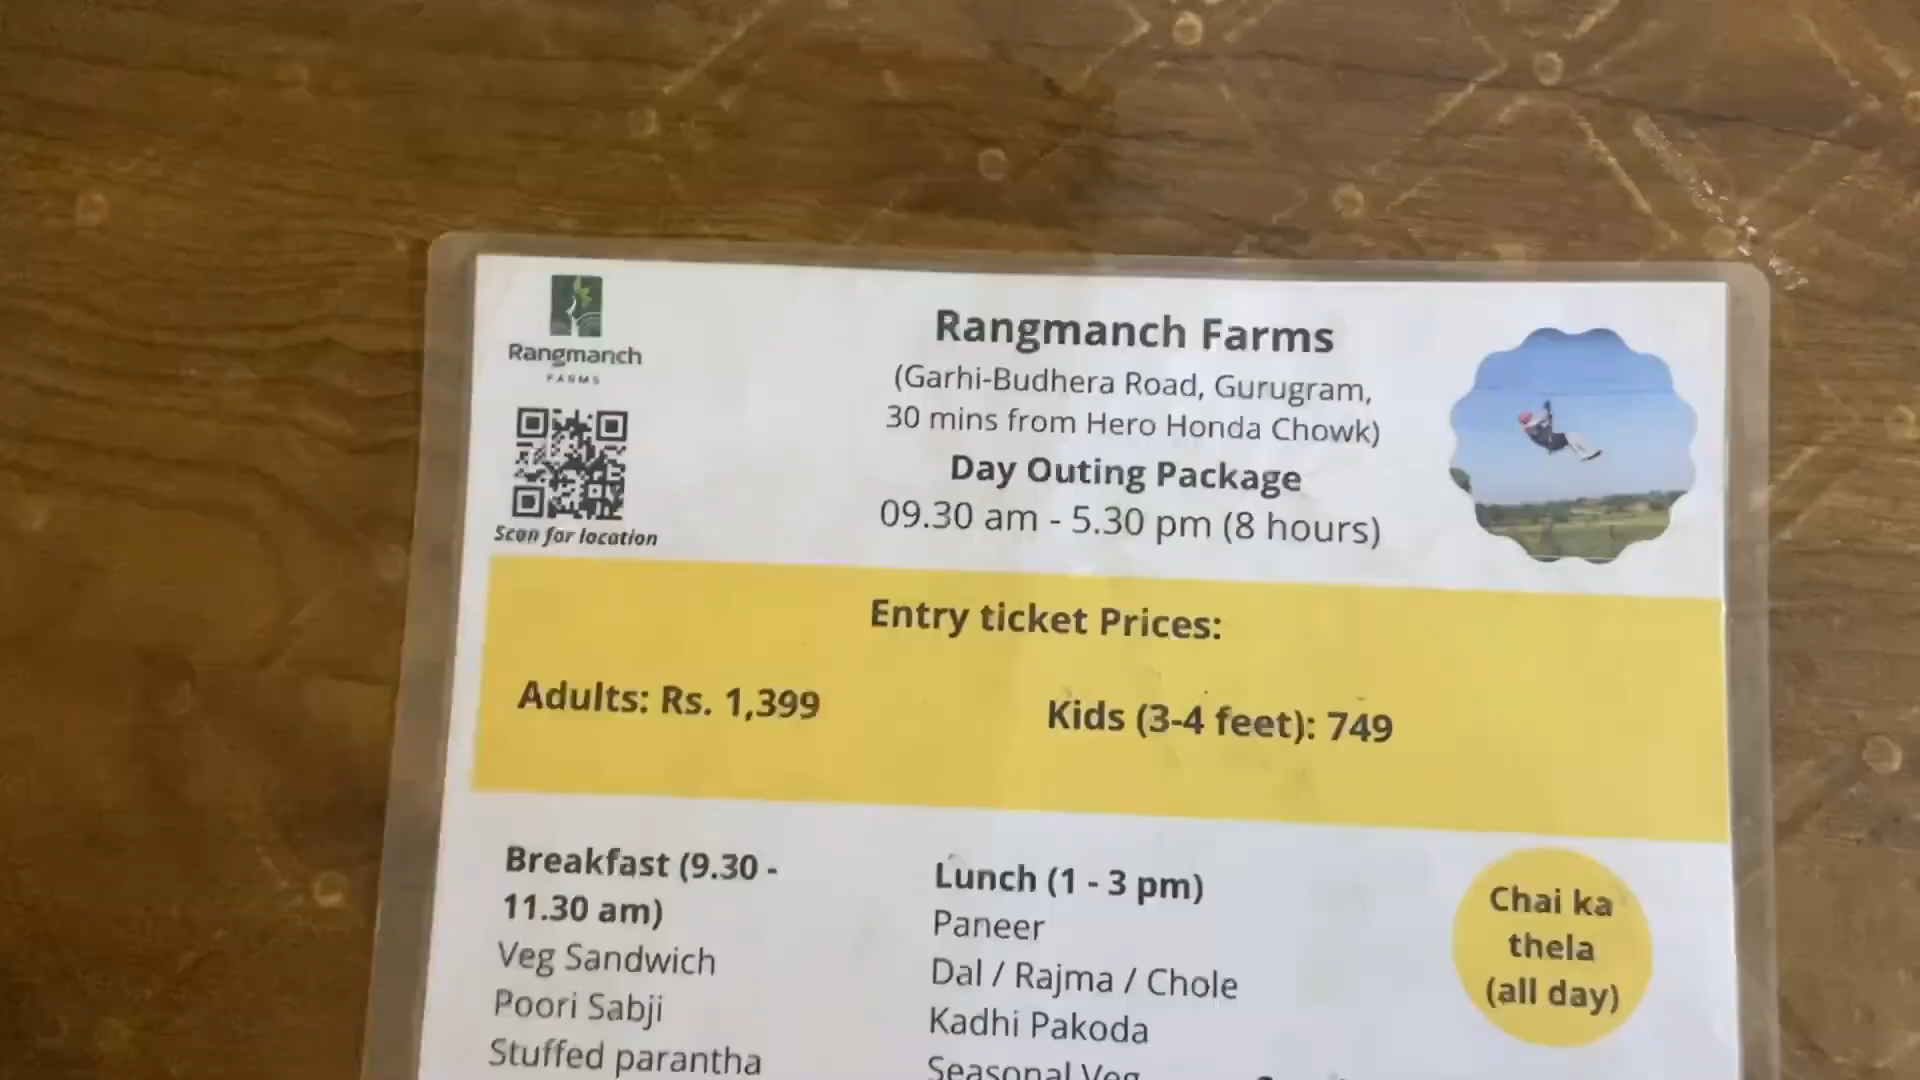 Rangmanch
FARMS
Scan for location
Rangmanch Farms
(Garhi-Budhera Road, Gurugram,
30 mins from Hero Honda Chowk)
Day Outing Package
09.30 am - 5.30 pm (8 hours)
Entry ticket Prices:
Adults: Rs. 1,399
Kids (3-4 feet): 749
Breakfast (9.30 -
11.30 am)
Veg Sandwich
Poori Sabji
Stuffed parantha
Lunch (1 - 3 pm)
Paneer
Dal / Rajma / Chole
Kadhi Pakoda
Seasonal Veg
Chai ka
thela
(all day)